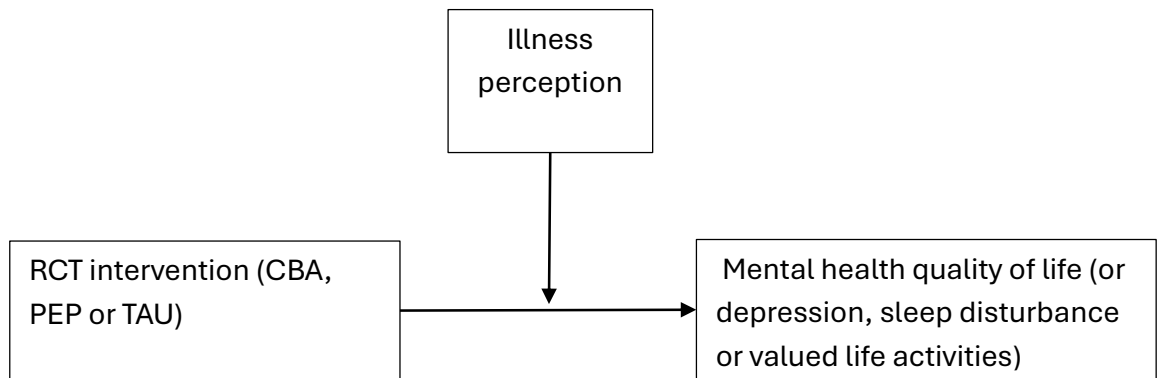 Illness
perception
RCT intervention (CBA,
PEP or TAU)
Mental health quality of life (or
depression, sleep disturbance
or valued life activities)